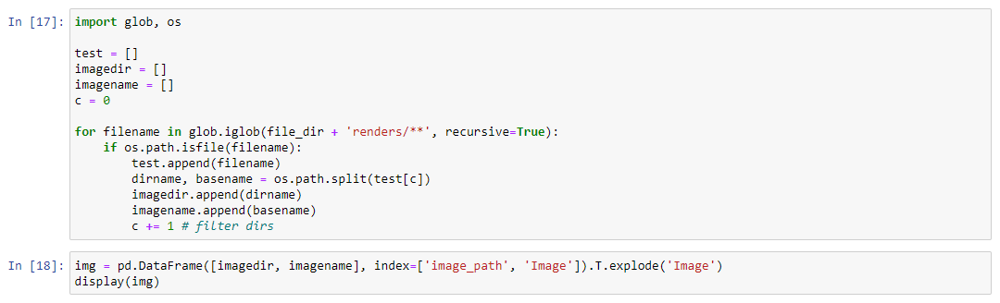 In [17]: import glob, os
test = []
imagedir = []
imagename = []
c = 0
for filename in glob.iglob(file_dir + 'renders/**', recursive=True):
    if os.path.isfile(filename):
        test.append(filename)
        dirname, basename = os.path.split(test[c])
        imagedir.append(dirname)
        imagename.append(basename)
        c += 1 # filter dirs
In [18]: img = pd.DataFrame([imagedir, imagename], index=['image_path', 'Image']).T.explode('Image')
display(img)